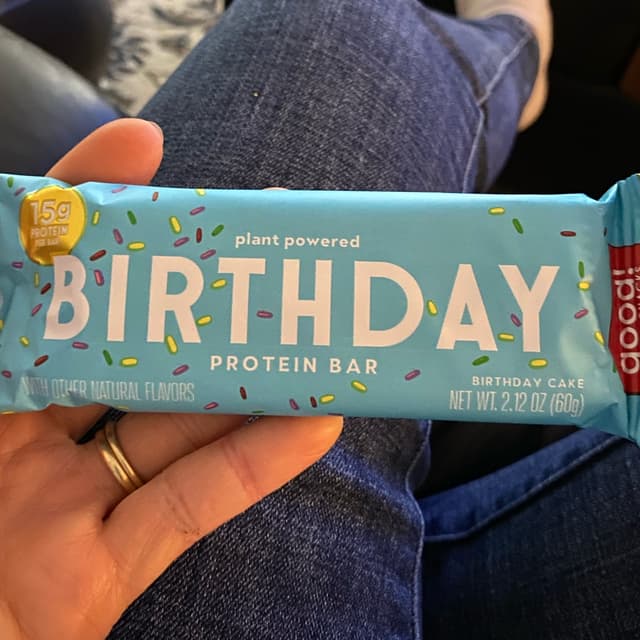 15g
PROTEIN
PER BAR
plant powered
BIRTHDAY
PROTEIN BAR
WITH OTHER NATURAL FLAVORS
BIRTHDAY CAKE
NET WT. 2.12 OZ (60g)
good!